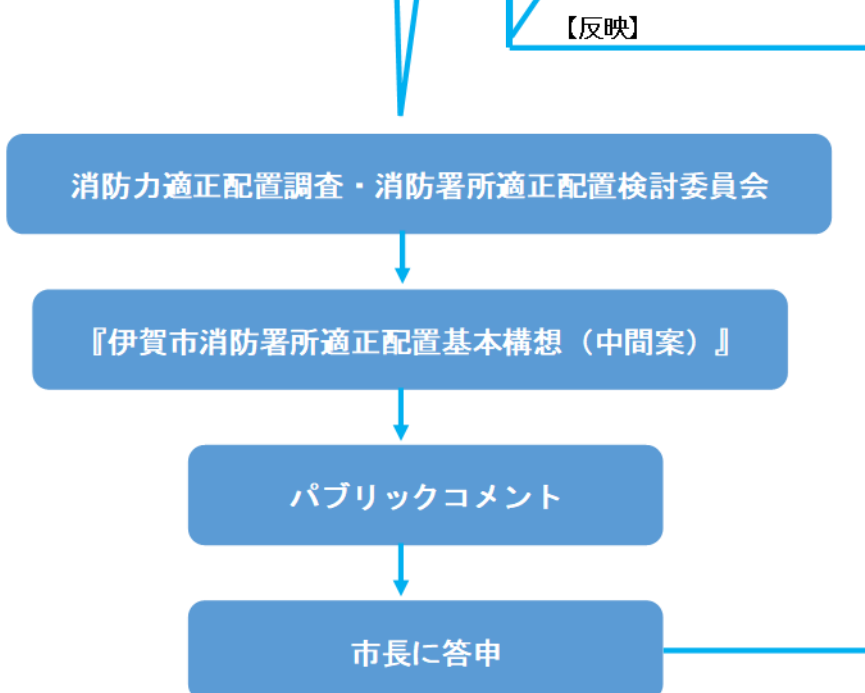 【反映】
消防力適正配置調査・消防署所適正配置検討委員会
『伊賀市消防署所適正配置基本構想（中間案）』
パブリックコメント
市長に答申